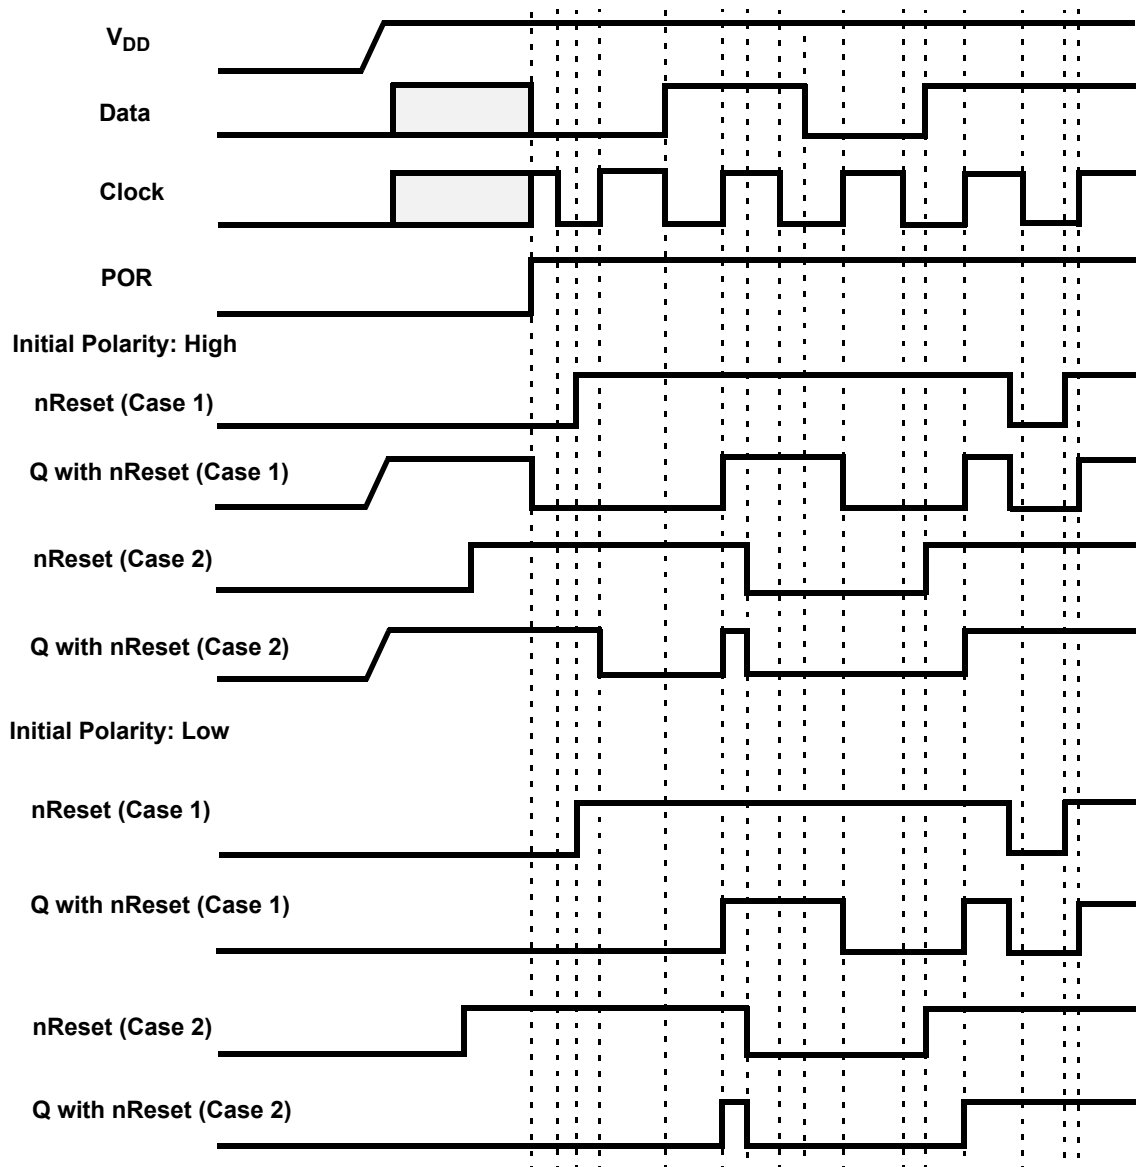 VDD
Data
Clock
POR
Initial Polarity: High
nReset (Case 1)
Q with nReset (Case 1)
nReset (Case 2)
Q with nReset (Case 2)
Initial Polarity: Low
nReset (Case 1)
Q with nReset (Case 1)
nReset (Case 2)
Q with nReset (Case 2)